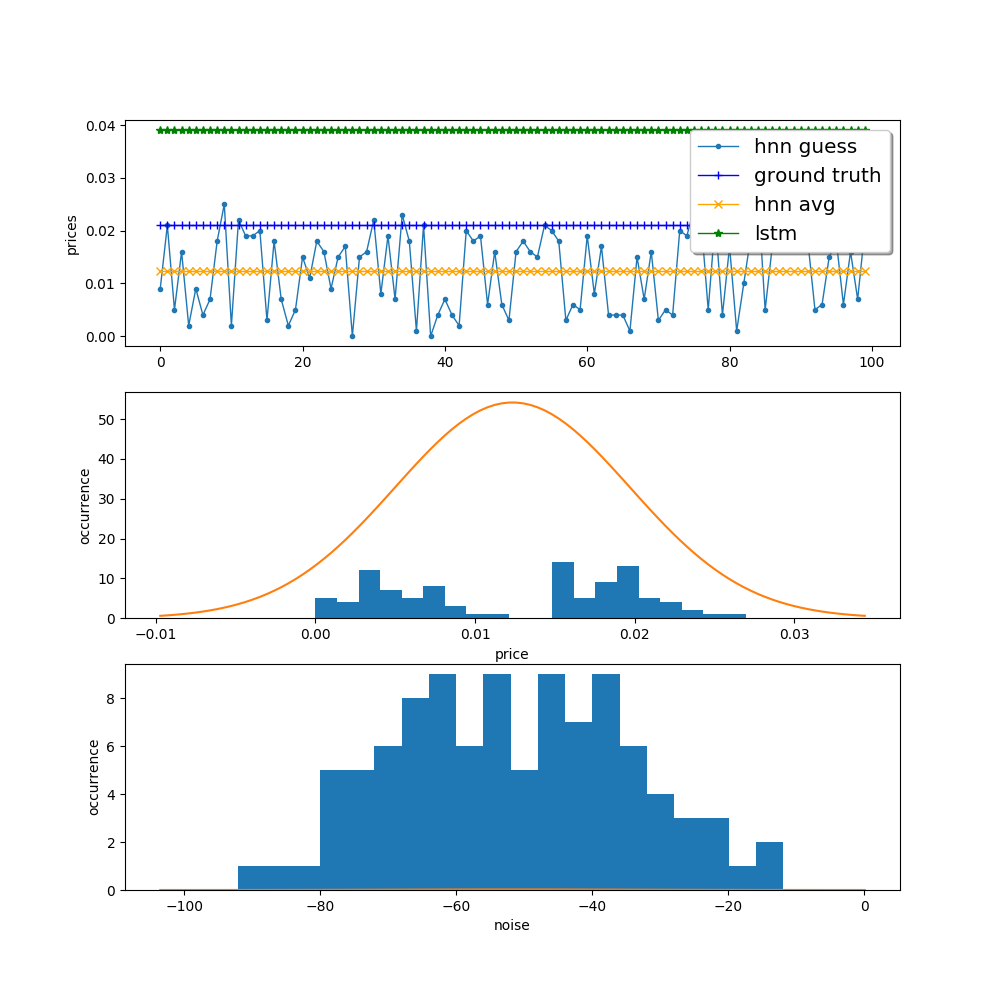 0.04
0.03
0.02
0.01
0.00
prices
0 20 40 60 80 100
hnn guess
ground truth
hnn avg
lstm
50
40
30
20
10
0
occurrence
−0.01 0.00 0.01 0.02 0.03
price
8
6
4
2
0
occurrence
−100 −80 −60 −40 −20 0
noise